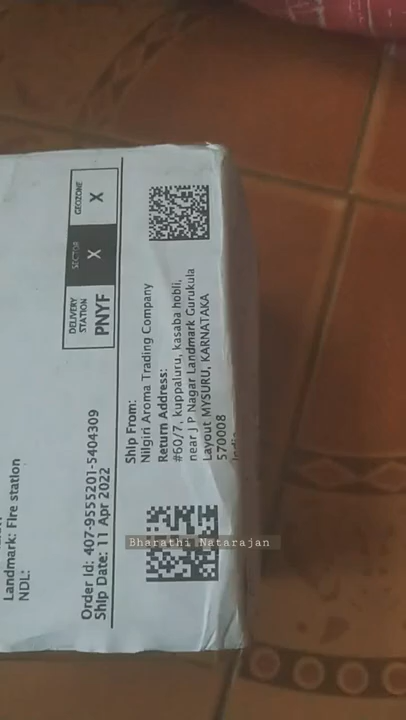 Landmark: Fire station
NDL:
Order Id: 407-9555201-5404309
Ship Date: 11 Apr 2022
DELIVERY
STATION
PNYF
SECTOR
X
GEOZONE
X
Ship From:
Nilgiri Aroma Trading Company
Return Address:
#60/7, kuppaluru, kasaba hobli,
near J P Nagar Landmark Gurukula
Layout MYSURU, KARNATAKA
570008
India
Bharathi Natarajan